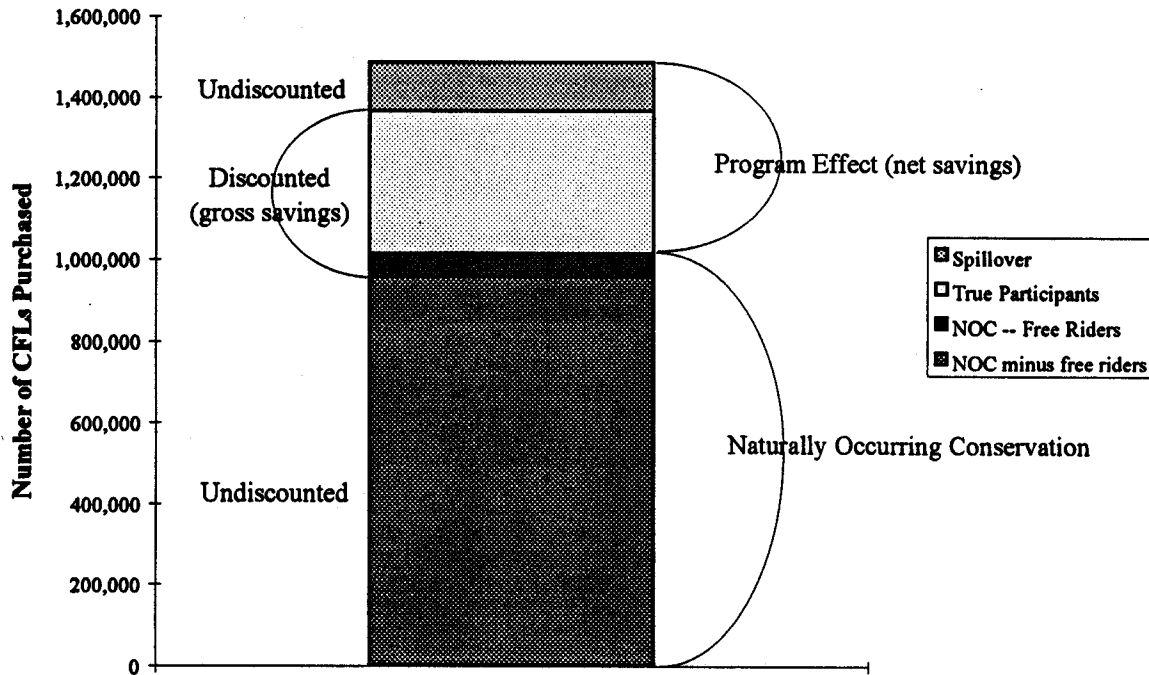 Number of CFLs Purchased
1,600,000
1,400,000
1,200,000
1,000,000
800,000
600,000
400,000
200,000
0
Undiscounted
Discounted
(gross savings)
Undiscounted
Program Effect (net savings)
Naturally Occurring Conservation
Spillover
True Participants
NOC -- Free Riders
NOC minus free riders